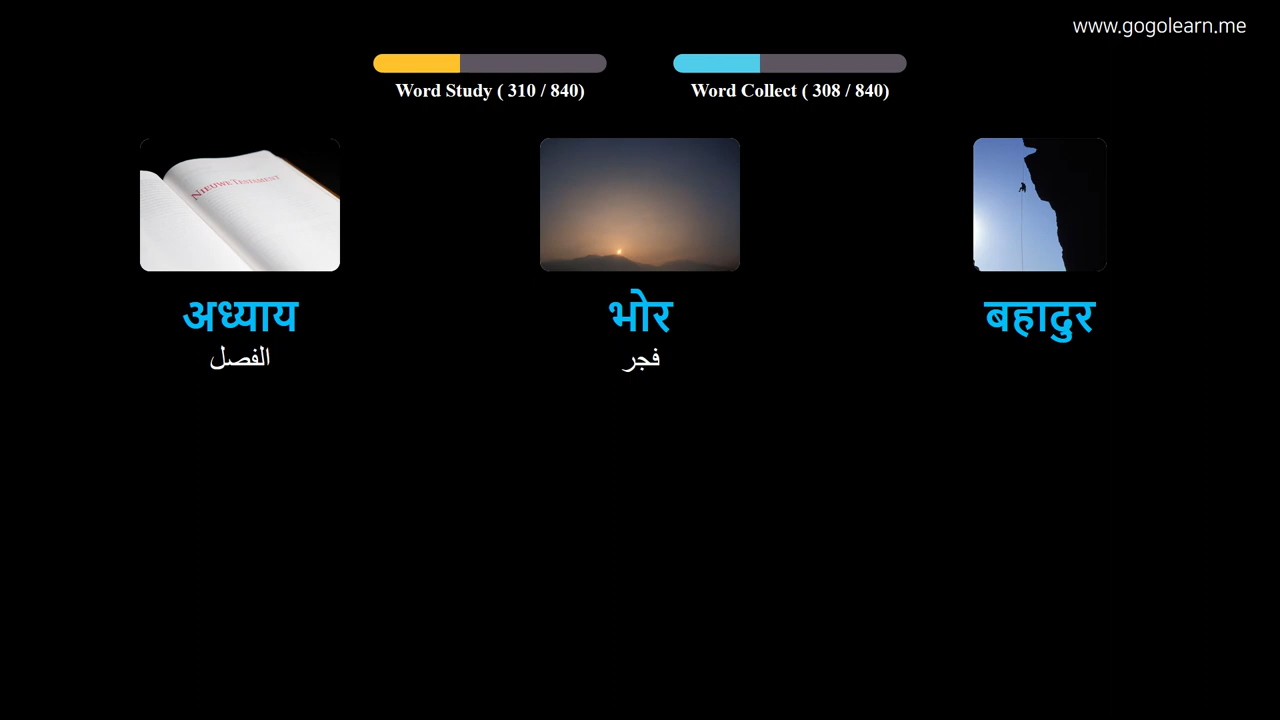 www.gogolearn.me
Word Study ( 310 / 840)
Word Collect ( 308 / 840)
NIEUWE TESTAMENT
अध्याय
الفصل
भोर
فجر
बहादुर